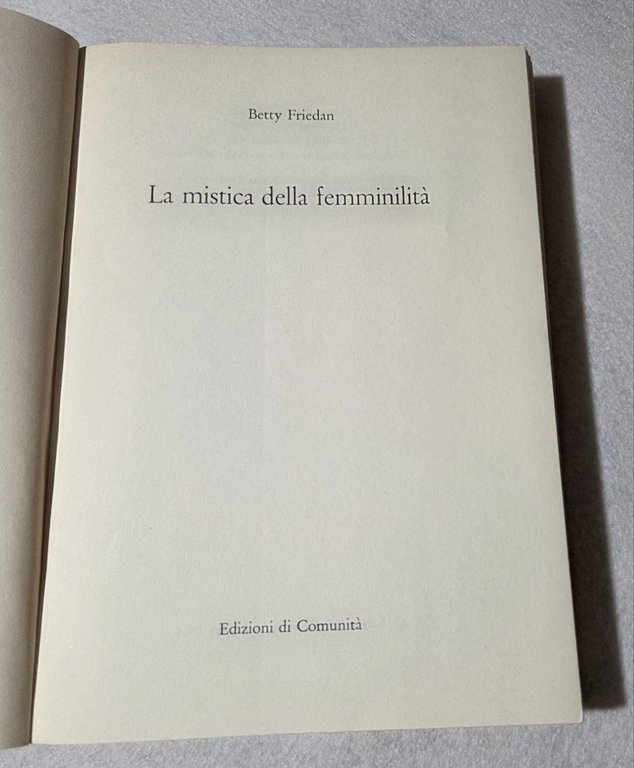 Betty Friedan
La mistica della femminilità
Edizioni di Comunità